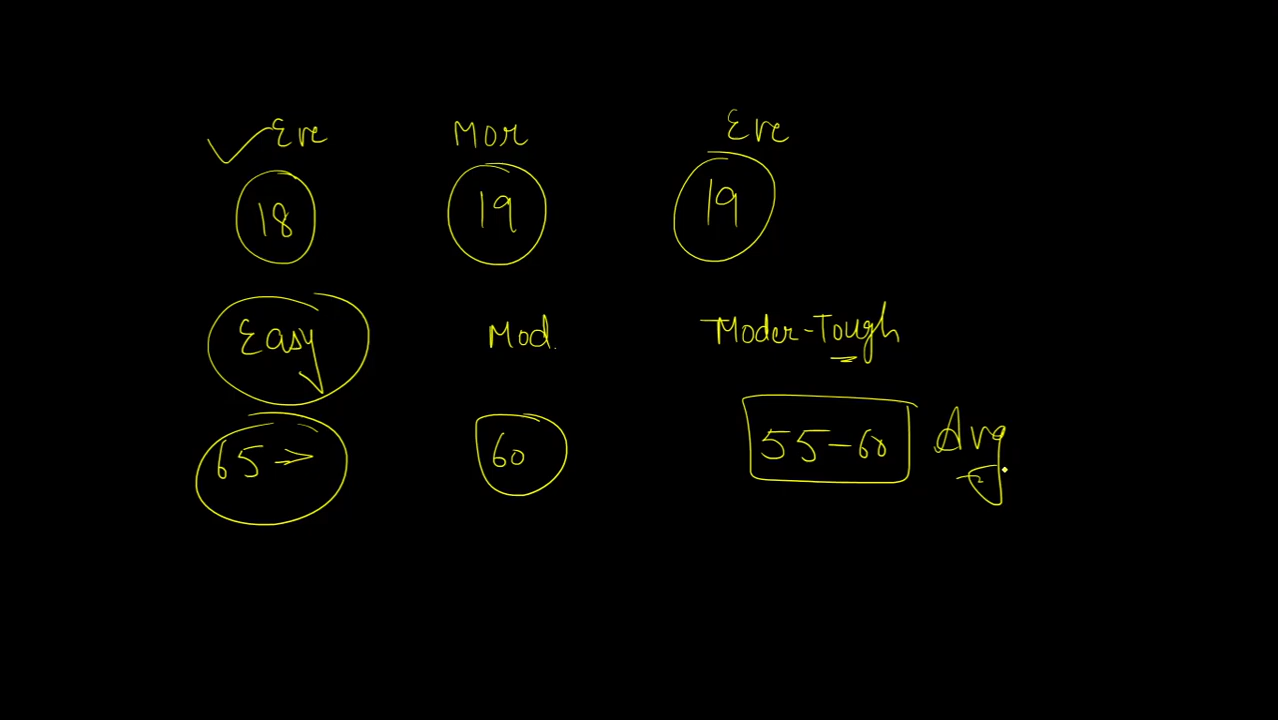 Eve Mor Eve
18 19 19
Easy Mod. Moder-Tough
65 → 60 55-60 Avg